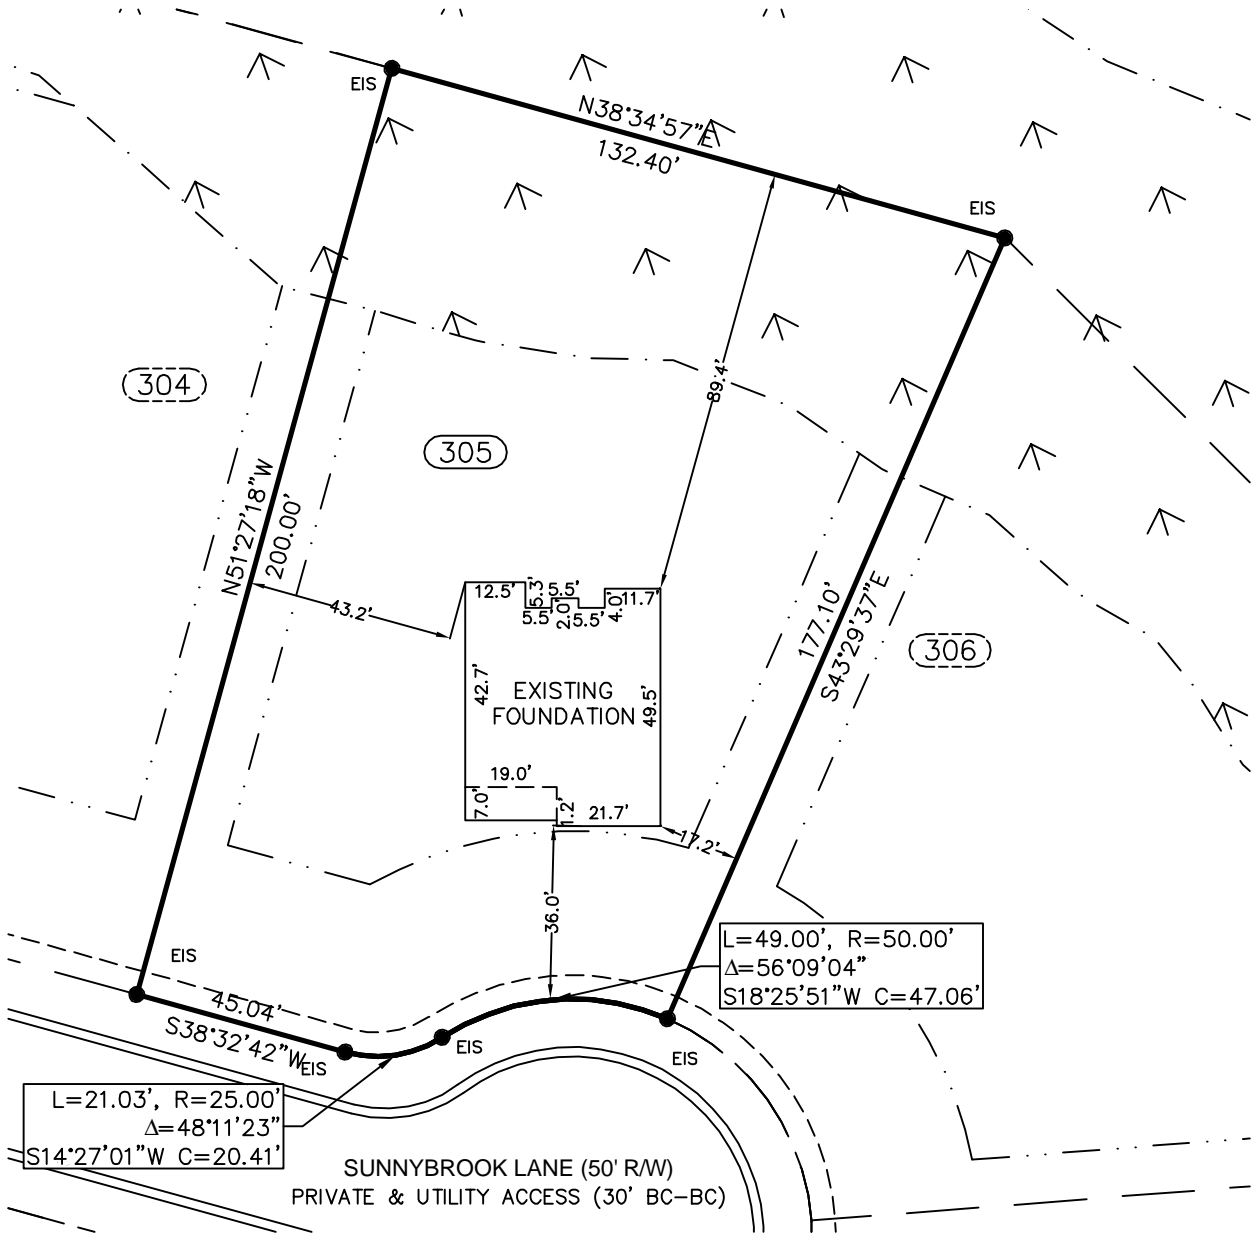 EIS
N38°34'57"E
132.40'
EIS
304
305
89.4'
N51°27'18"W
200.00'
43.2'
12.5'
5.3'
5.5'
5.5'
2.0'
5.5'
4.0'
11.7'
177.10'
S43°29'37"E
306
42.7'
EXISTING
FOUNDATION
49.5'
19.0'
7.0'
1.2'
21.7'
17.2'
36.0'
EIS
L=49.00', R=50.00'
Δ=56°09'04"
S18°25'51"W C=47.06'
45.04'
S38°32'42"W
EIS
EIS
EIS
L=21.03', R=25.00'
Δ=48°11'23"
S14°27'01"W C=20.41'
SUNNYBROOK LANE (50' R/W)
PRIVATE & UTILITY ACCESS (30' BC-BC)